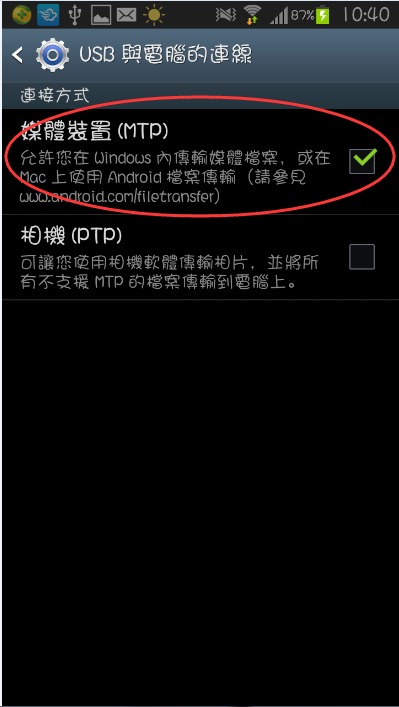 87% 10:40
USB 與電腦的連線
連接方式
媒體裝置 (MTP)
允許您在 Windows 內傳輸媒體檔案，或在
Mac 上使用 Android 檔案傳輸（請參見
www.android.com/filetransfer)
相機 (PTP)
可讓您使用相機軟體傳輸相片，並將所
有不支援 MTP 的檔案傳輸到電腦上。